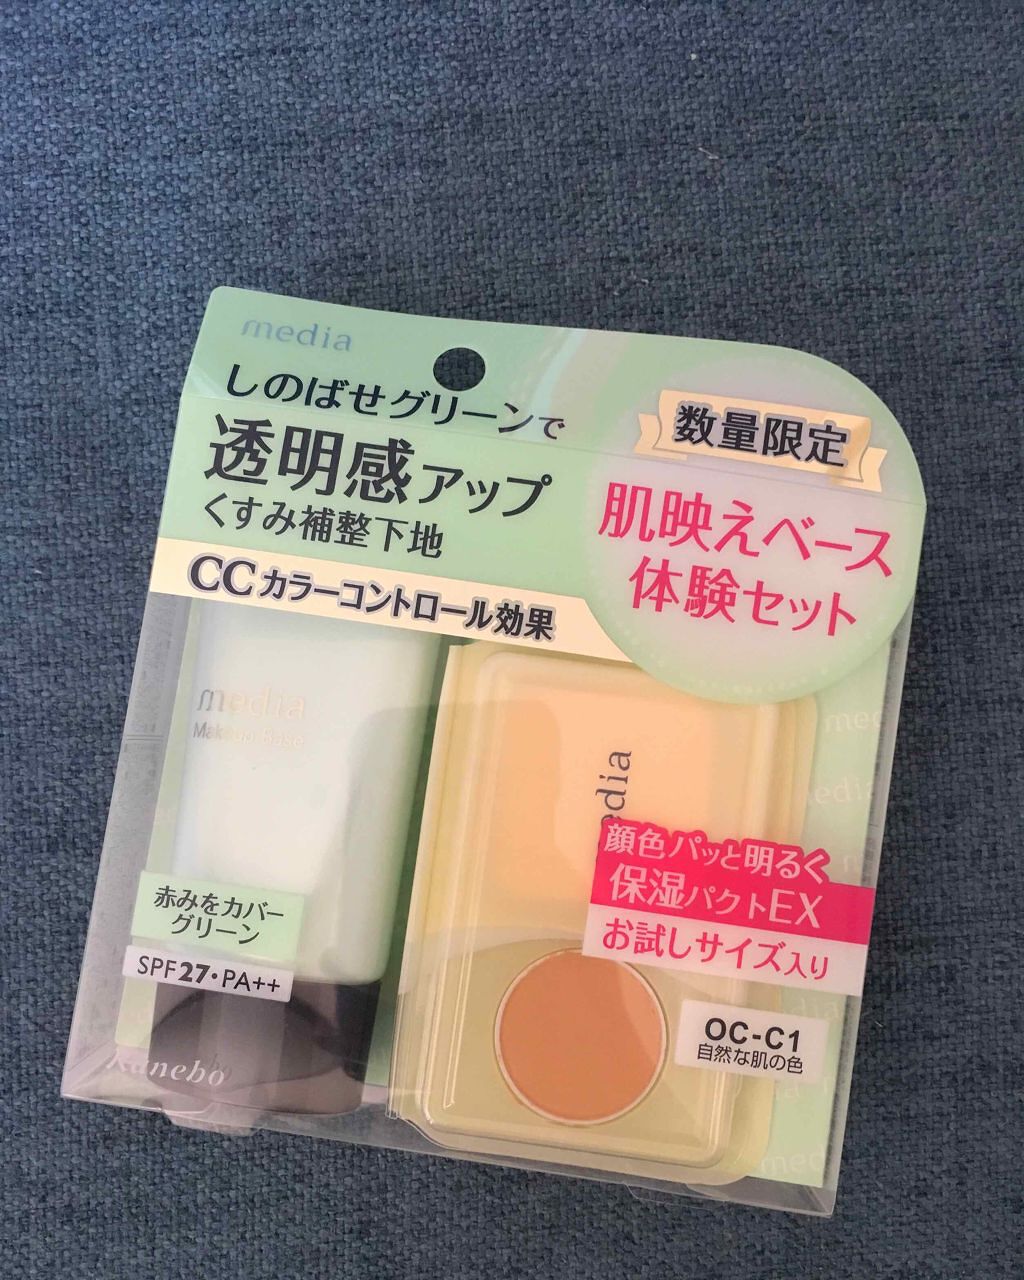 media
しのばせグリーンで
透明感アップ
くすみ補整下地
CCカラーコントロール効果
数量限定
肌映えベース
体験セット
media
Makeup Base
赤みをカバー
グリーン
SPF27・PA++
Kanebo
edia
顔色パッと明るく
保湿パクトEX
お試しサイズ入り
OC-C1
自然な肌の色